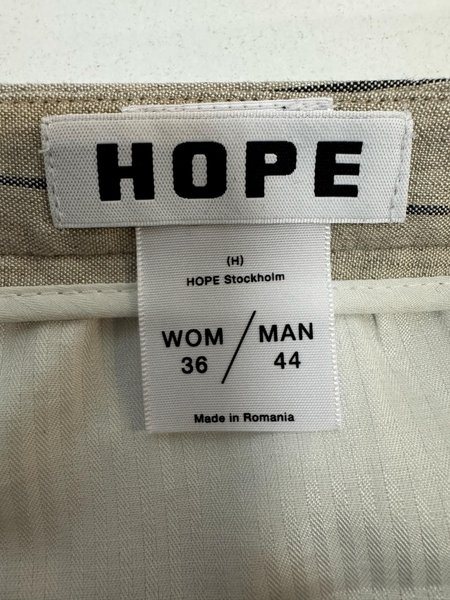 HOPE
(H)
HOPE Stockholm
WOM / MAN
36 44
Made in Romania